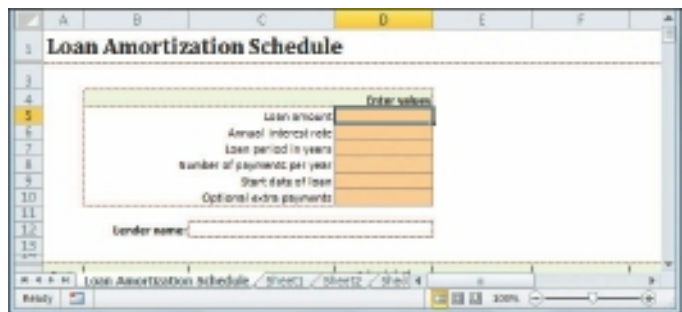 A B C D E F
1 Loan Amortization Schedule
3
4 Enter values
5 Loan amount
6 Annual interest rate
7 Loan period in years
8 Number of payments per year
9 Start date of loan
10 Optional extra payments
11
12 Lender name:
13
Loan Amortization Schedule Sheet1 Sheet2
Ready 100%